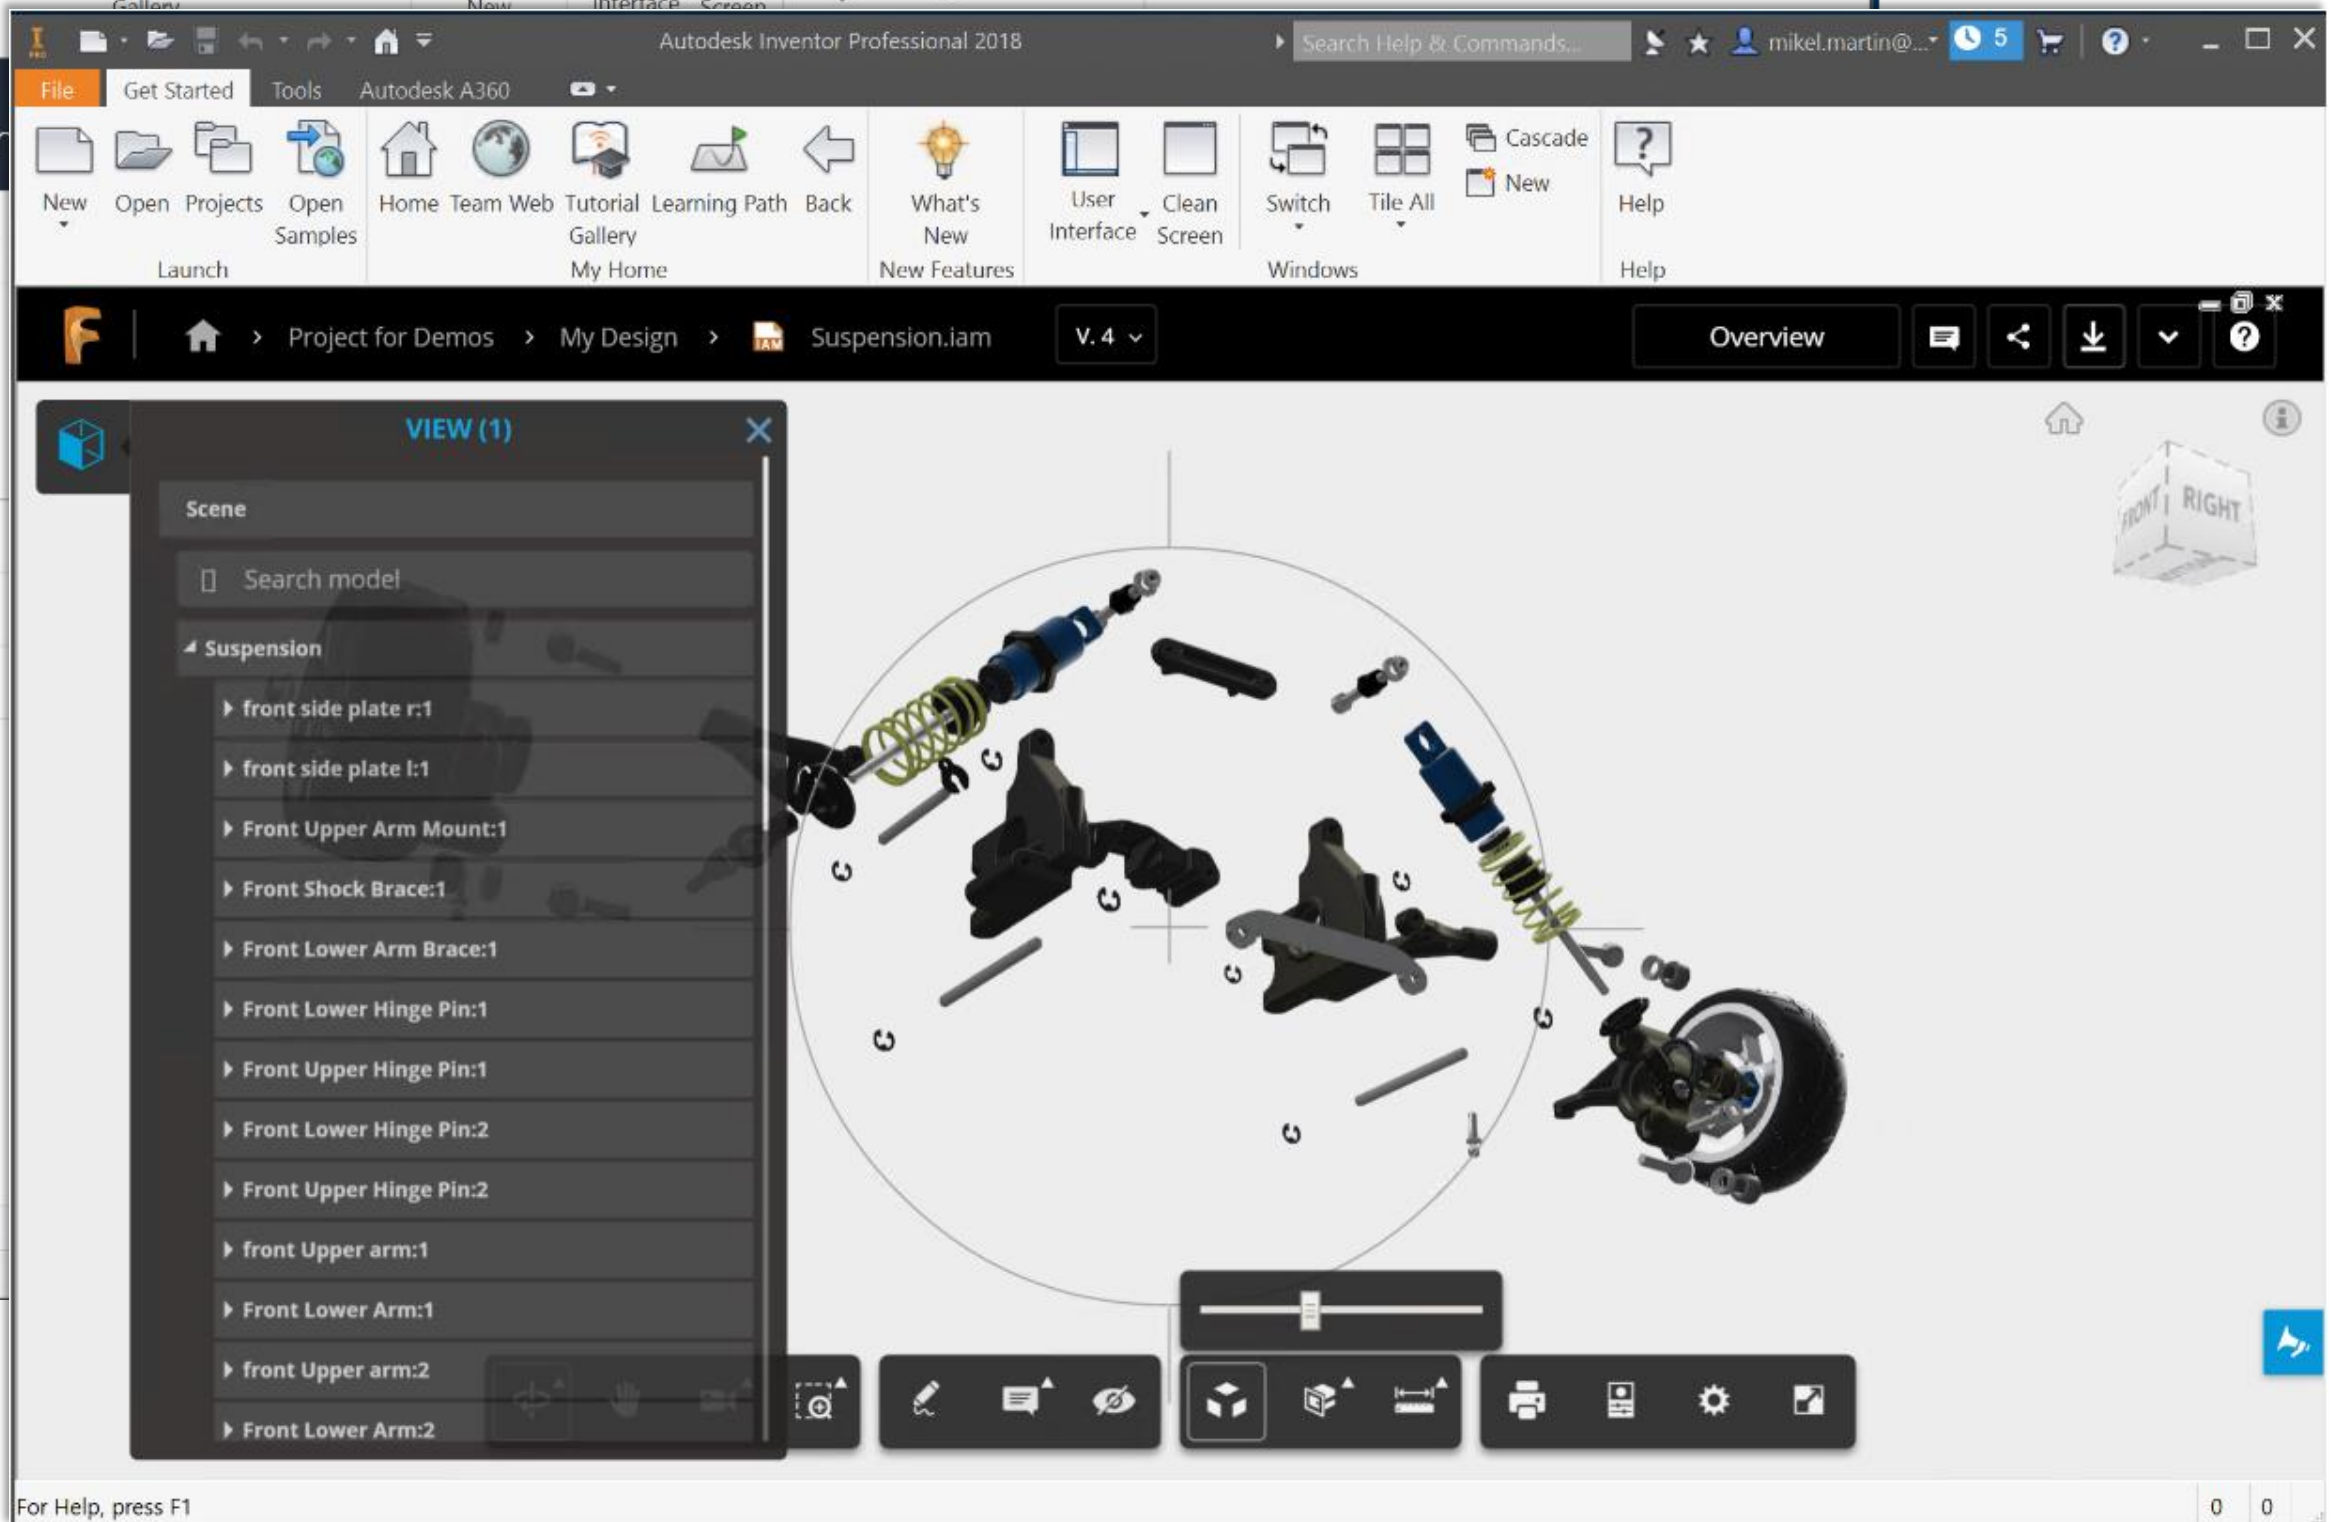 Gallery New Interface Screen
I PRO Autodesk Inventor Professional 2018 Search Help & Commands... mikel.martin@... 5 ?
File Get Started Tools Autodesk A360
New Open Projects Open Samples Home Team Web Tutorial Gallery Learning Path Back What's New User Interface Clean Screen Switch Tile All Cascade New Help
Launch My Home New Features Windows Help
Project for Demos > My Design > IAM Suspension.iam V. 4 Overview ?
VIEW (1)
Scene
Search model
Suspension
front side plate r:1
front side plate l:1
Front Upper Arm Mount:1
Front Shock Brace:1
Front Lower Arm Brace:1
Front Lower Hinge Pin:1
Front Upper Hinge Pin:1
Front Lower Hinge Pin:2
Front Upper Hinge Pin:2
front Upper arm:1
Front Lower Arm:1
front Upper arm:2
Front Lower Arm:2
FRONT RIGHT
For Help, press F1 0 0